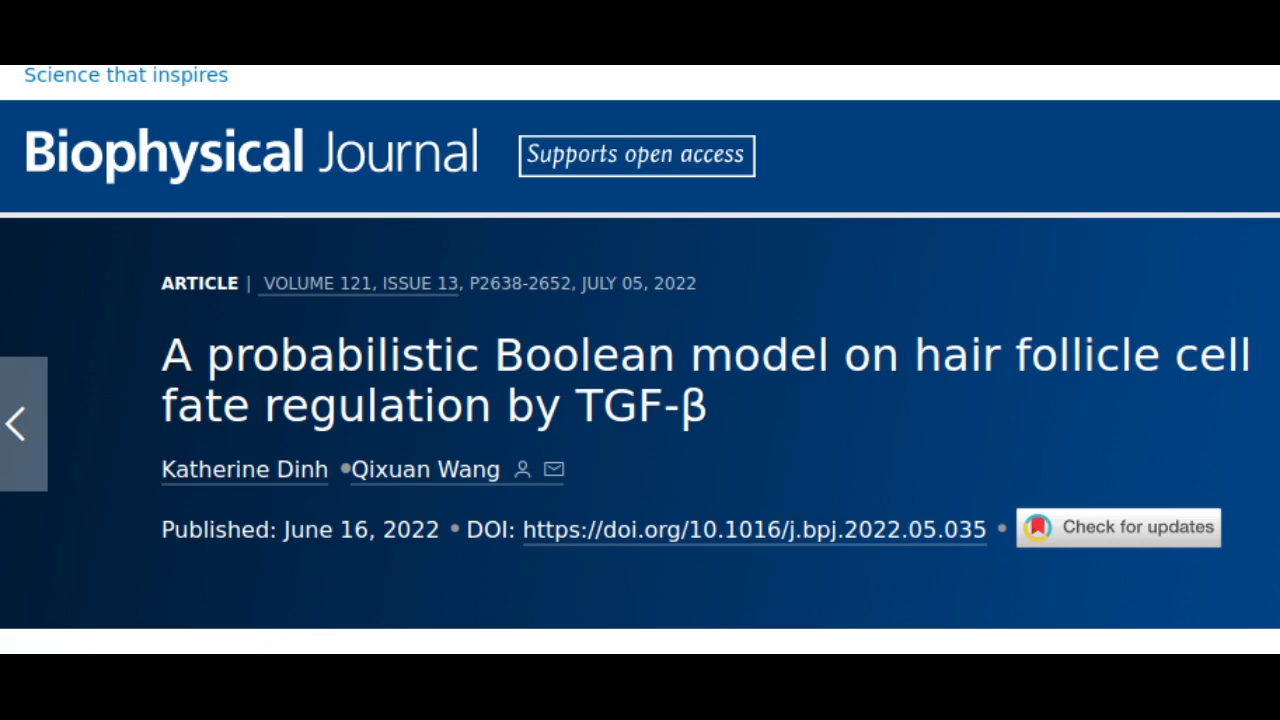 Science that inspires
Biophysical Journal Supports open access
ARTICLE | VOLUME 121, ISSUE 13, P2638-2652, JULY 05, 2022
A probabilistic Boolean model on hair follicle cell
fate regulation by TGF-β
Katherine Dinh • Qixuan Wang
Published: June 16, 2022 • DOI: https://doi.org/10.1016/j.bpj.2022.05.035 • Check for updates